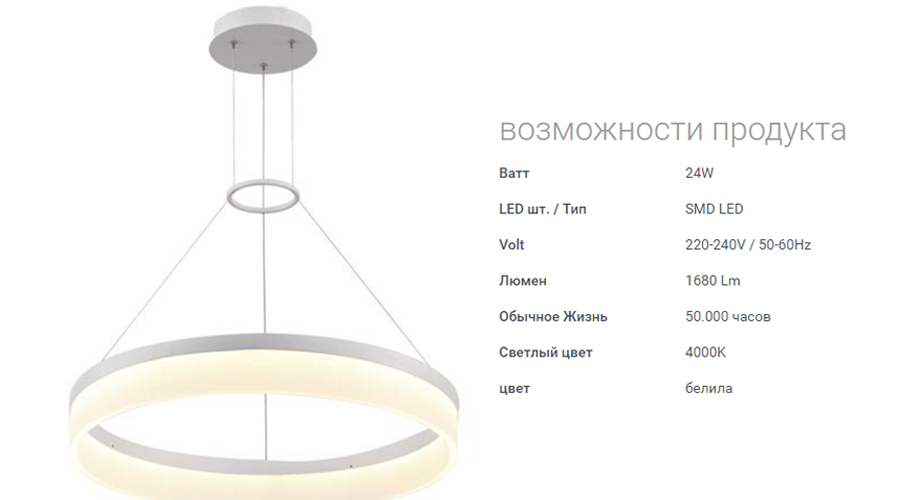 возможности продукта
Ватт 24W
LED шт. / Тип SMD LED
Volt 220-240V / 50-60Hz
Люмен 1680 Lm
Обычное Жизнь 50.000 часов
Светлый цвет 4000K
цвет белила